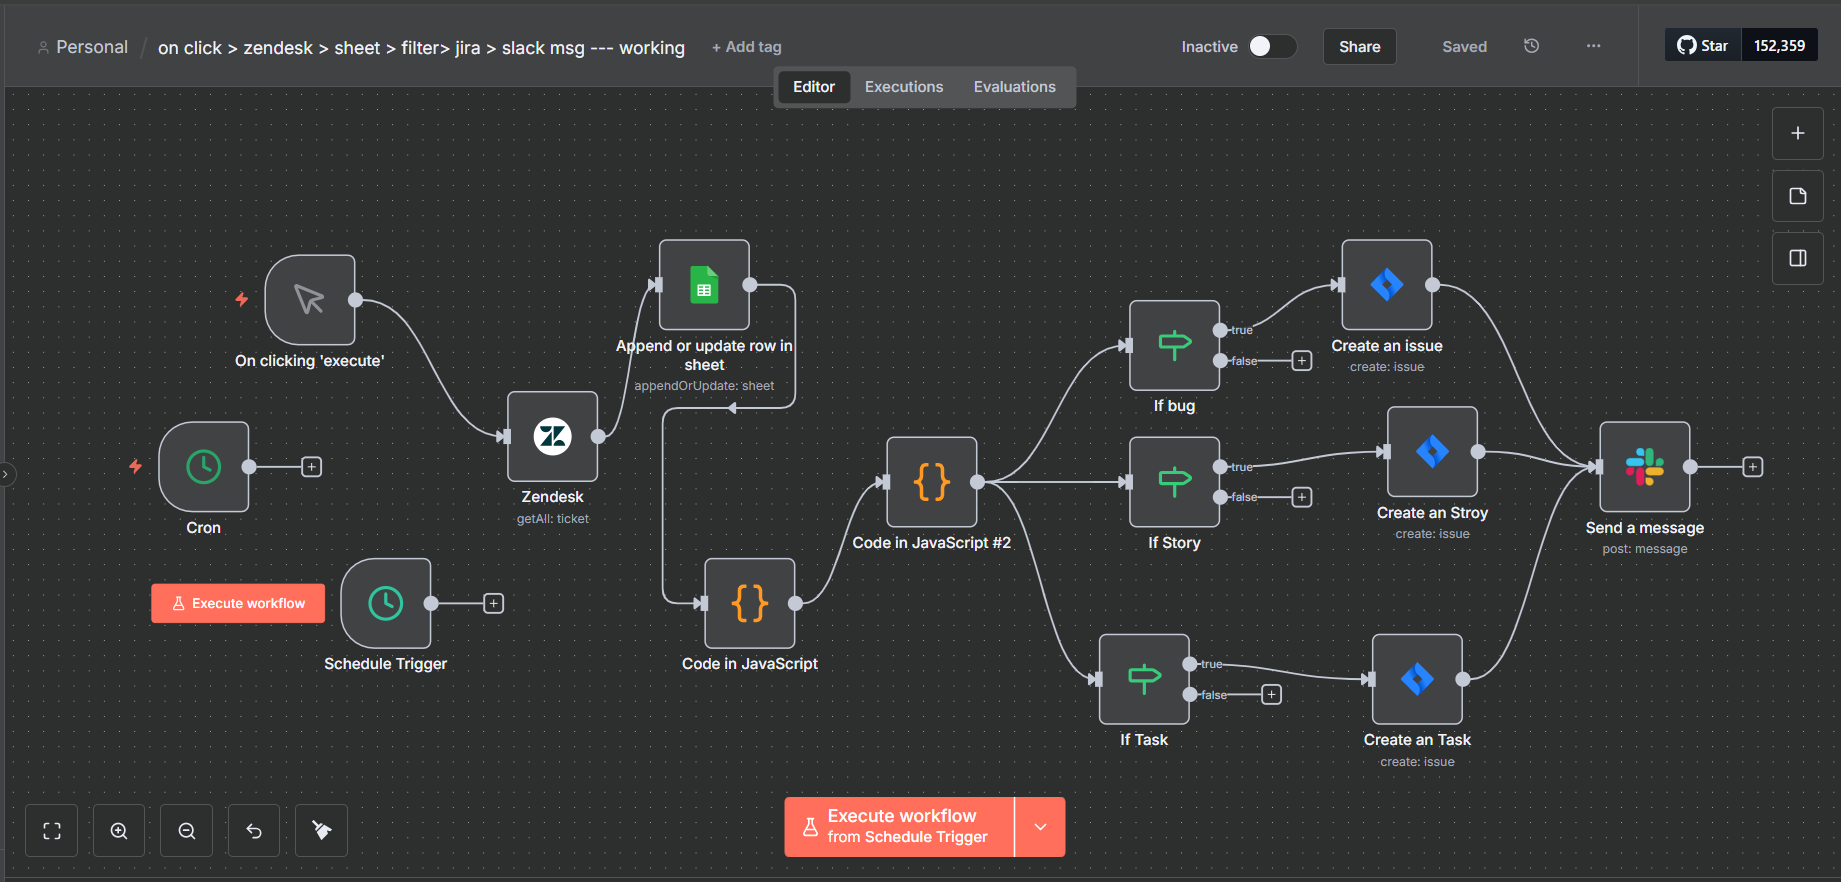 Personal / on click > zendesk > sheet > filter> jira > slack msg --- working + Add tag
Inactive Share Saved ... Star 152,359
Editor Executions Evaluations
On clicking 'execute'
Append or update row in
sheet
appendOrUpdate: sheet
true
false
If bug
Create an issue
create: issue
Cron
Zendesk
getAll: ticket
Code in JavaScript #2
true
false
If Story
Create an Stroy
create: issue
Send a message
post: message
Execute workflow
Schedule Trigger
Code in JavaScript
true
false
If Task
Create an Task
create: issue
Execute workflow
from Schedule Trigger